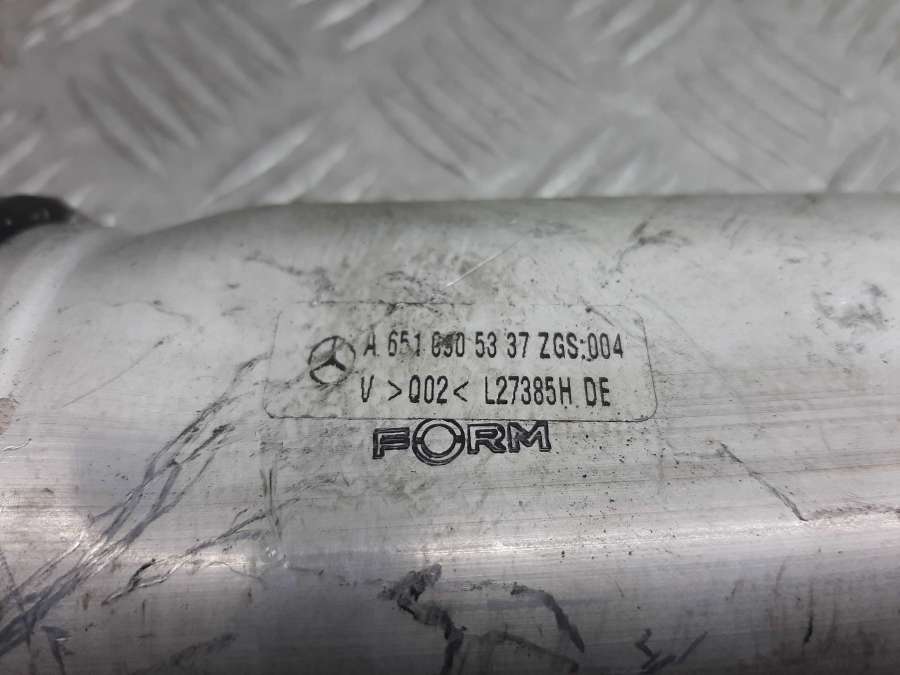 A 651 090 53 37 ZGS:004
V >Q02< L27385H DE
FORM